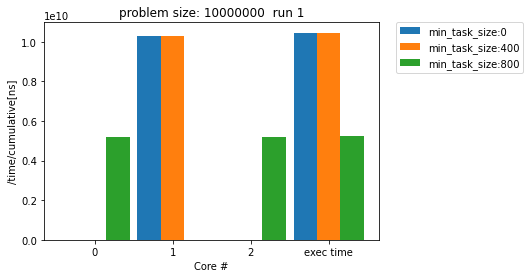 problem size: 10000000 run 1
1e10
1.0
0.8
0.6
0.4
0.2
0.0
/time/cumulative[ns]
0 1 2 exec time
Core #
min_task_size:0
min_task_size:400
min_task_size:800